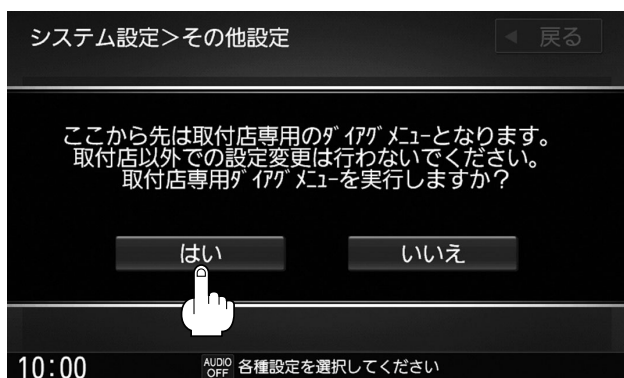 システム設定＞その他設定
◀ 戻る
ここから先は取付店専用のﾀﾞｲｱｸﾞﾒﾆｭｰとなります。
取付店以外での設定変更は行わないでください。
取付店専用ﾀﾞｲｱｸﾞﾒﾆｭｰを実行しますか？
はい
いいえ
10:00
AUDIO
OFF
各種設定を選択してください